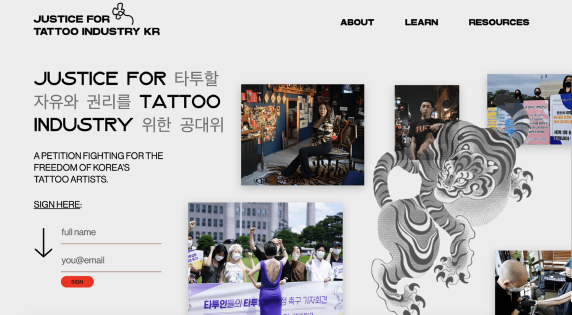 JUSTICE FOR
TATTOO INDUSTRY KR
ABOUT
LEARN
RESOURCES
JUSTICE FOR 타투할
자유와 권리를 TATTOO
INDUSTRY 위한 공대위
A PETITION FIGHTING FOR THE
FREEDOM OF KOREA'S
TATTOO ARTISTS.
SIGN HERE:
full name
you@email
SIGN
타투인들의 타투
촉구 기자회견